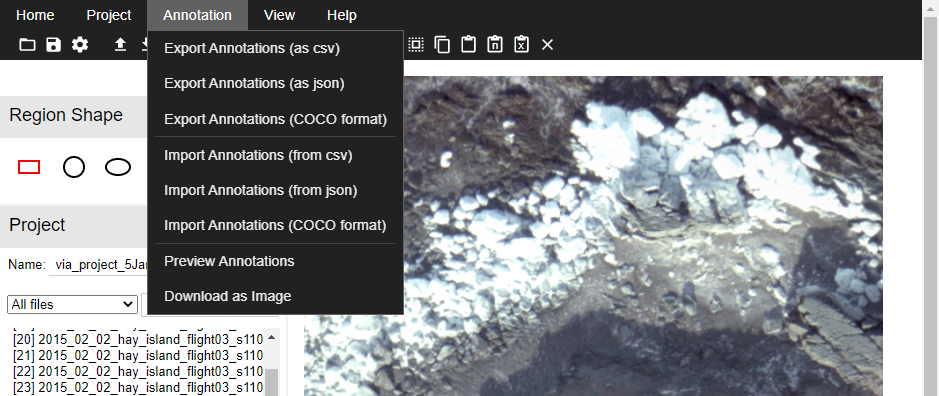 Home Project Annotation View Help
Export Annotations (as csv)
Export Annotations (as json)
Export Annotations (COCO format)
Import Annotations (from csv)
Import Annotations (from json)
Import Annotations (COCO format)
Preview Annotations
Download as Image
Region Shape
Project
Name: via_project_5Ja
All files
[20] 2015_02_02_hay_island_flight03_s110
[21] 2015_02_02_hay_island_flight03_s110
[22] 2015_02_02_hay_island_flight03_s110
[23] 2015_02_02_hay_island_flight03_s110